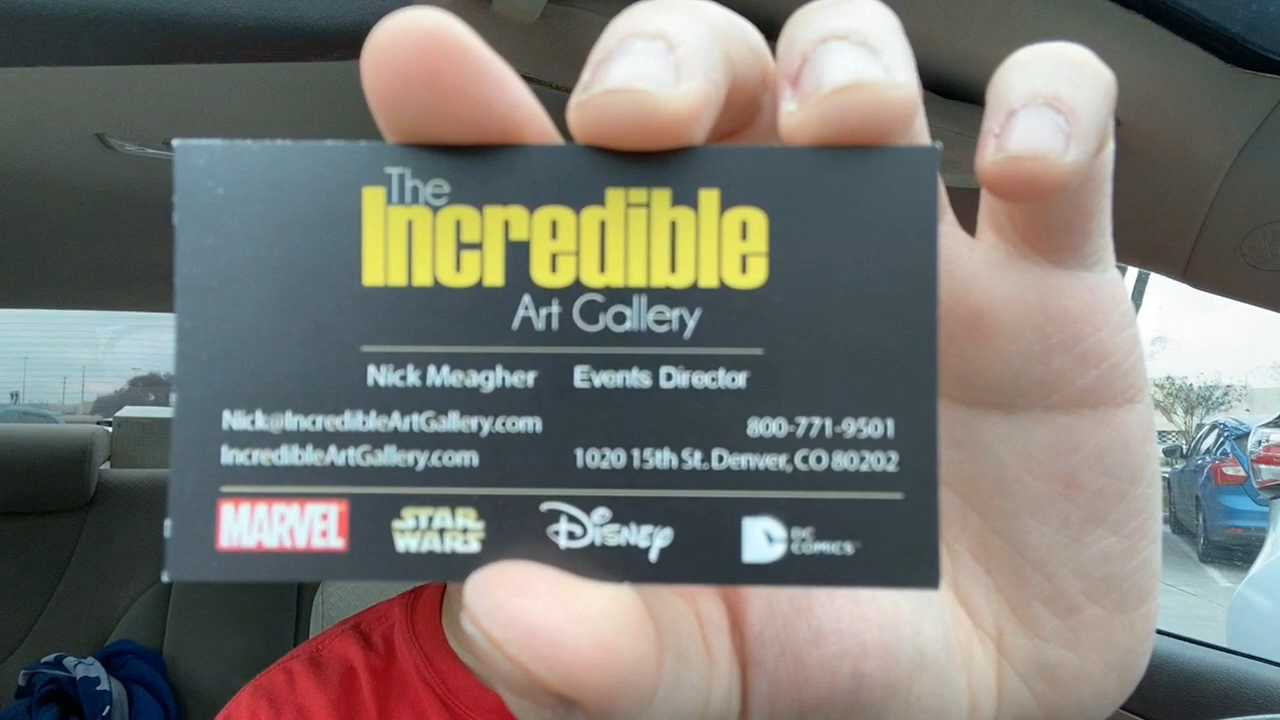 The
Incredible
Art Gallery
Nick Meagher Events Director
Nick@IncredibleArtGallery.com 800-771-9501
IncredibleArtGallery.com 1020 15th St. Denver, CO 80202
MARVEL STAR WARS Disney DC COMICS